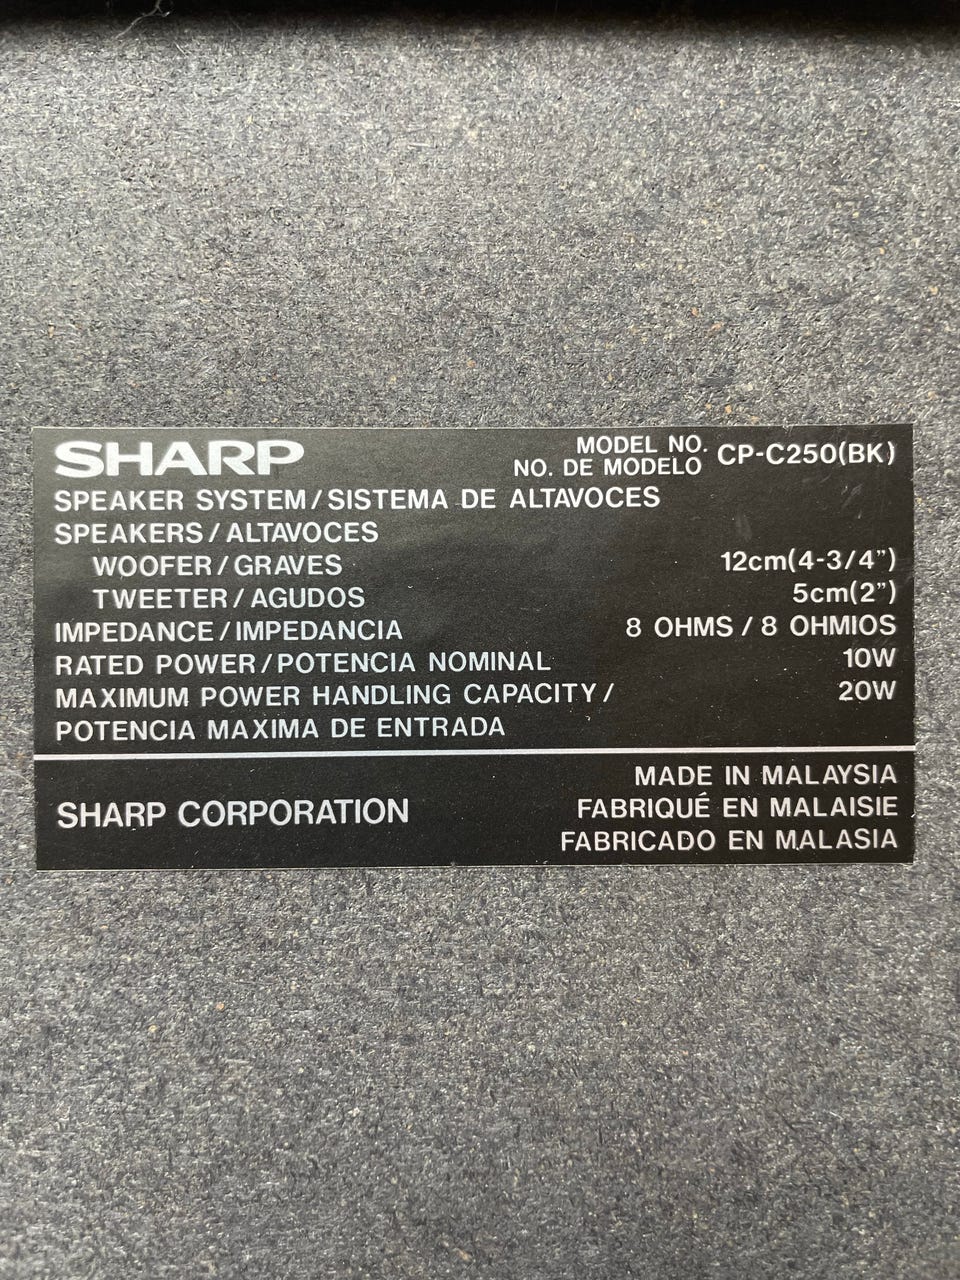 SHARP
MODEL NO.
NO. DE MODELO
CP-C250(BK)
SPEAKER SYSTEM/SISTEMA DE ALTAVOCES
SPEAKERS/ALTAVOCES
WOOFER/GRAVES 12cm(4-3/4")
TWEETER/AGUDOS 5cm(2")
IMPEDANCE/IMPEDANCIA 8 OHMS / 8 OHMIOS
RATED POWER/POTENCIA NOMINAL 10W
MAXIMUM POWER HANDLING CAPACITY/ 20W
POTENCIA MAXIMA DE ENTRADA
SHARP CORPORATION
MADE IN MALAYSIA
FABRIQUÉ EN MALAISIE
FABRICADO EN MALASIA